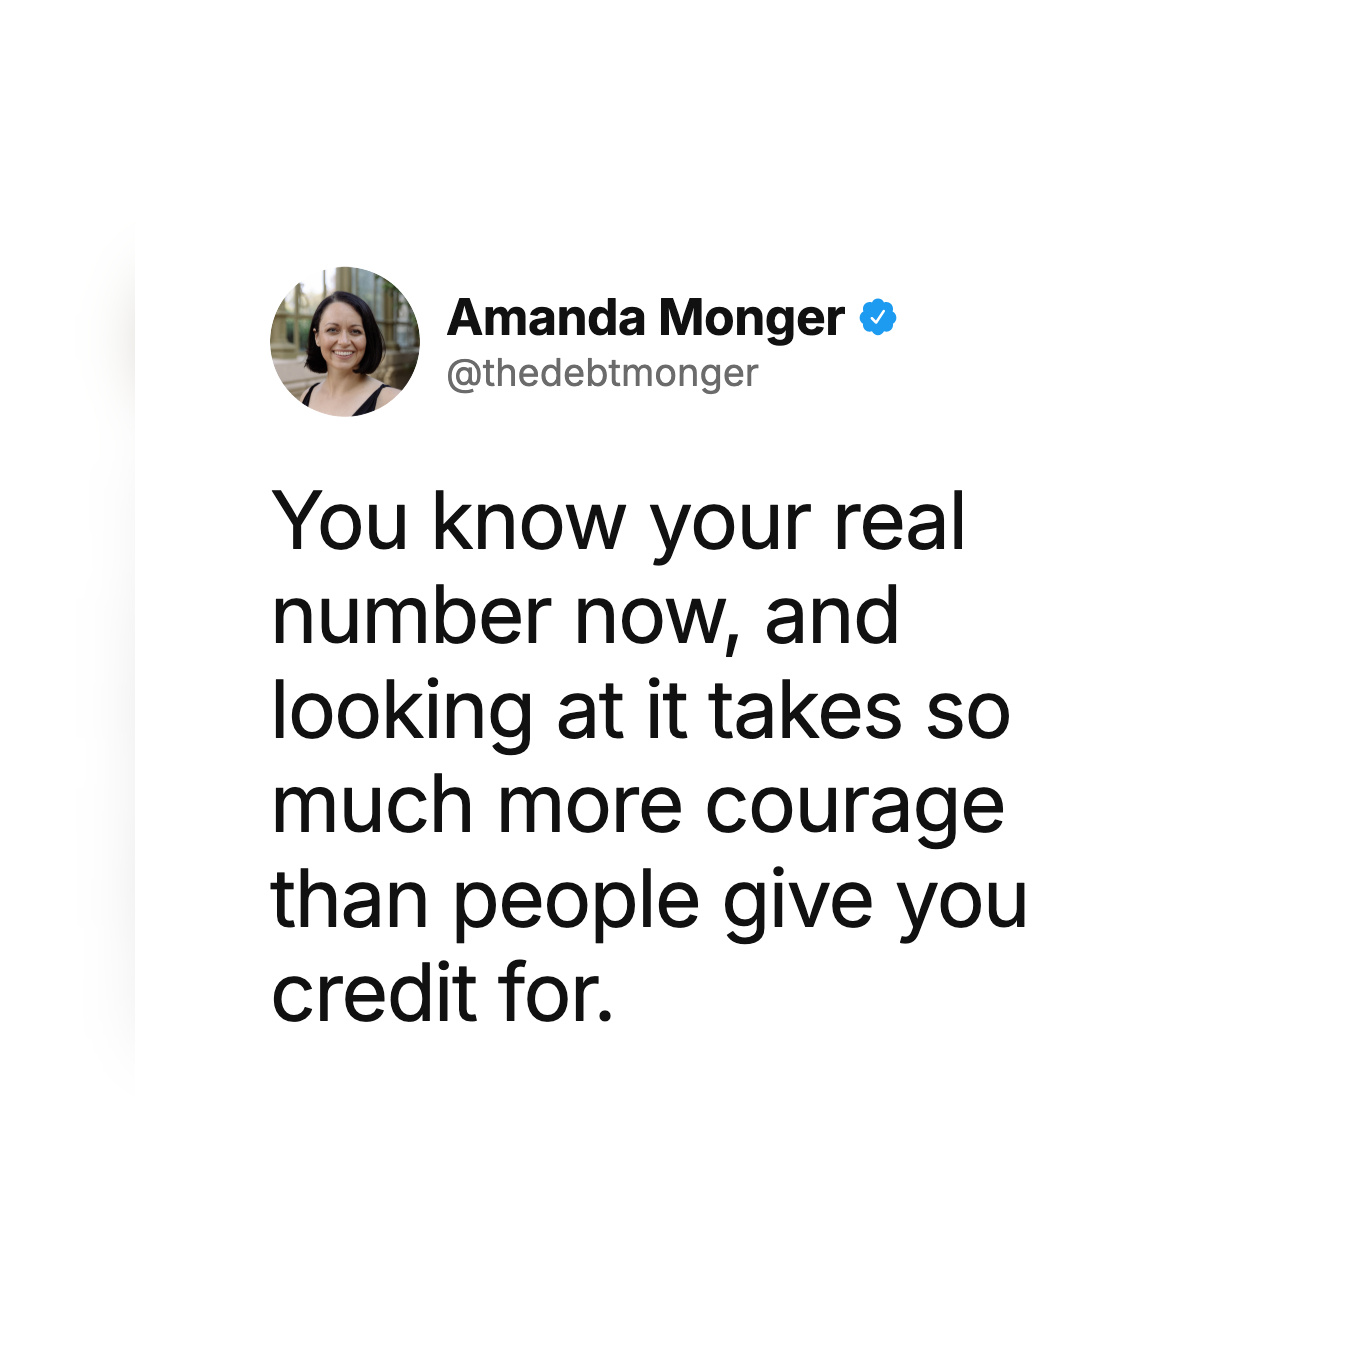 Amanda Monger
@thedebtmonger
You know your real
number now, and
looking at it takes so
much more courage
than people give you
credit for.